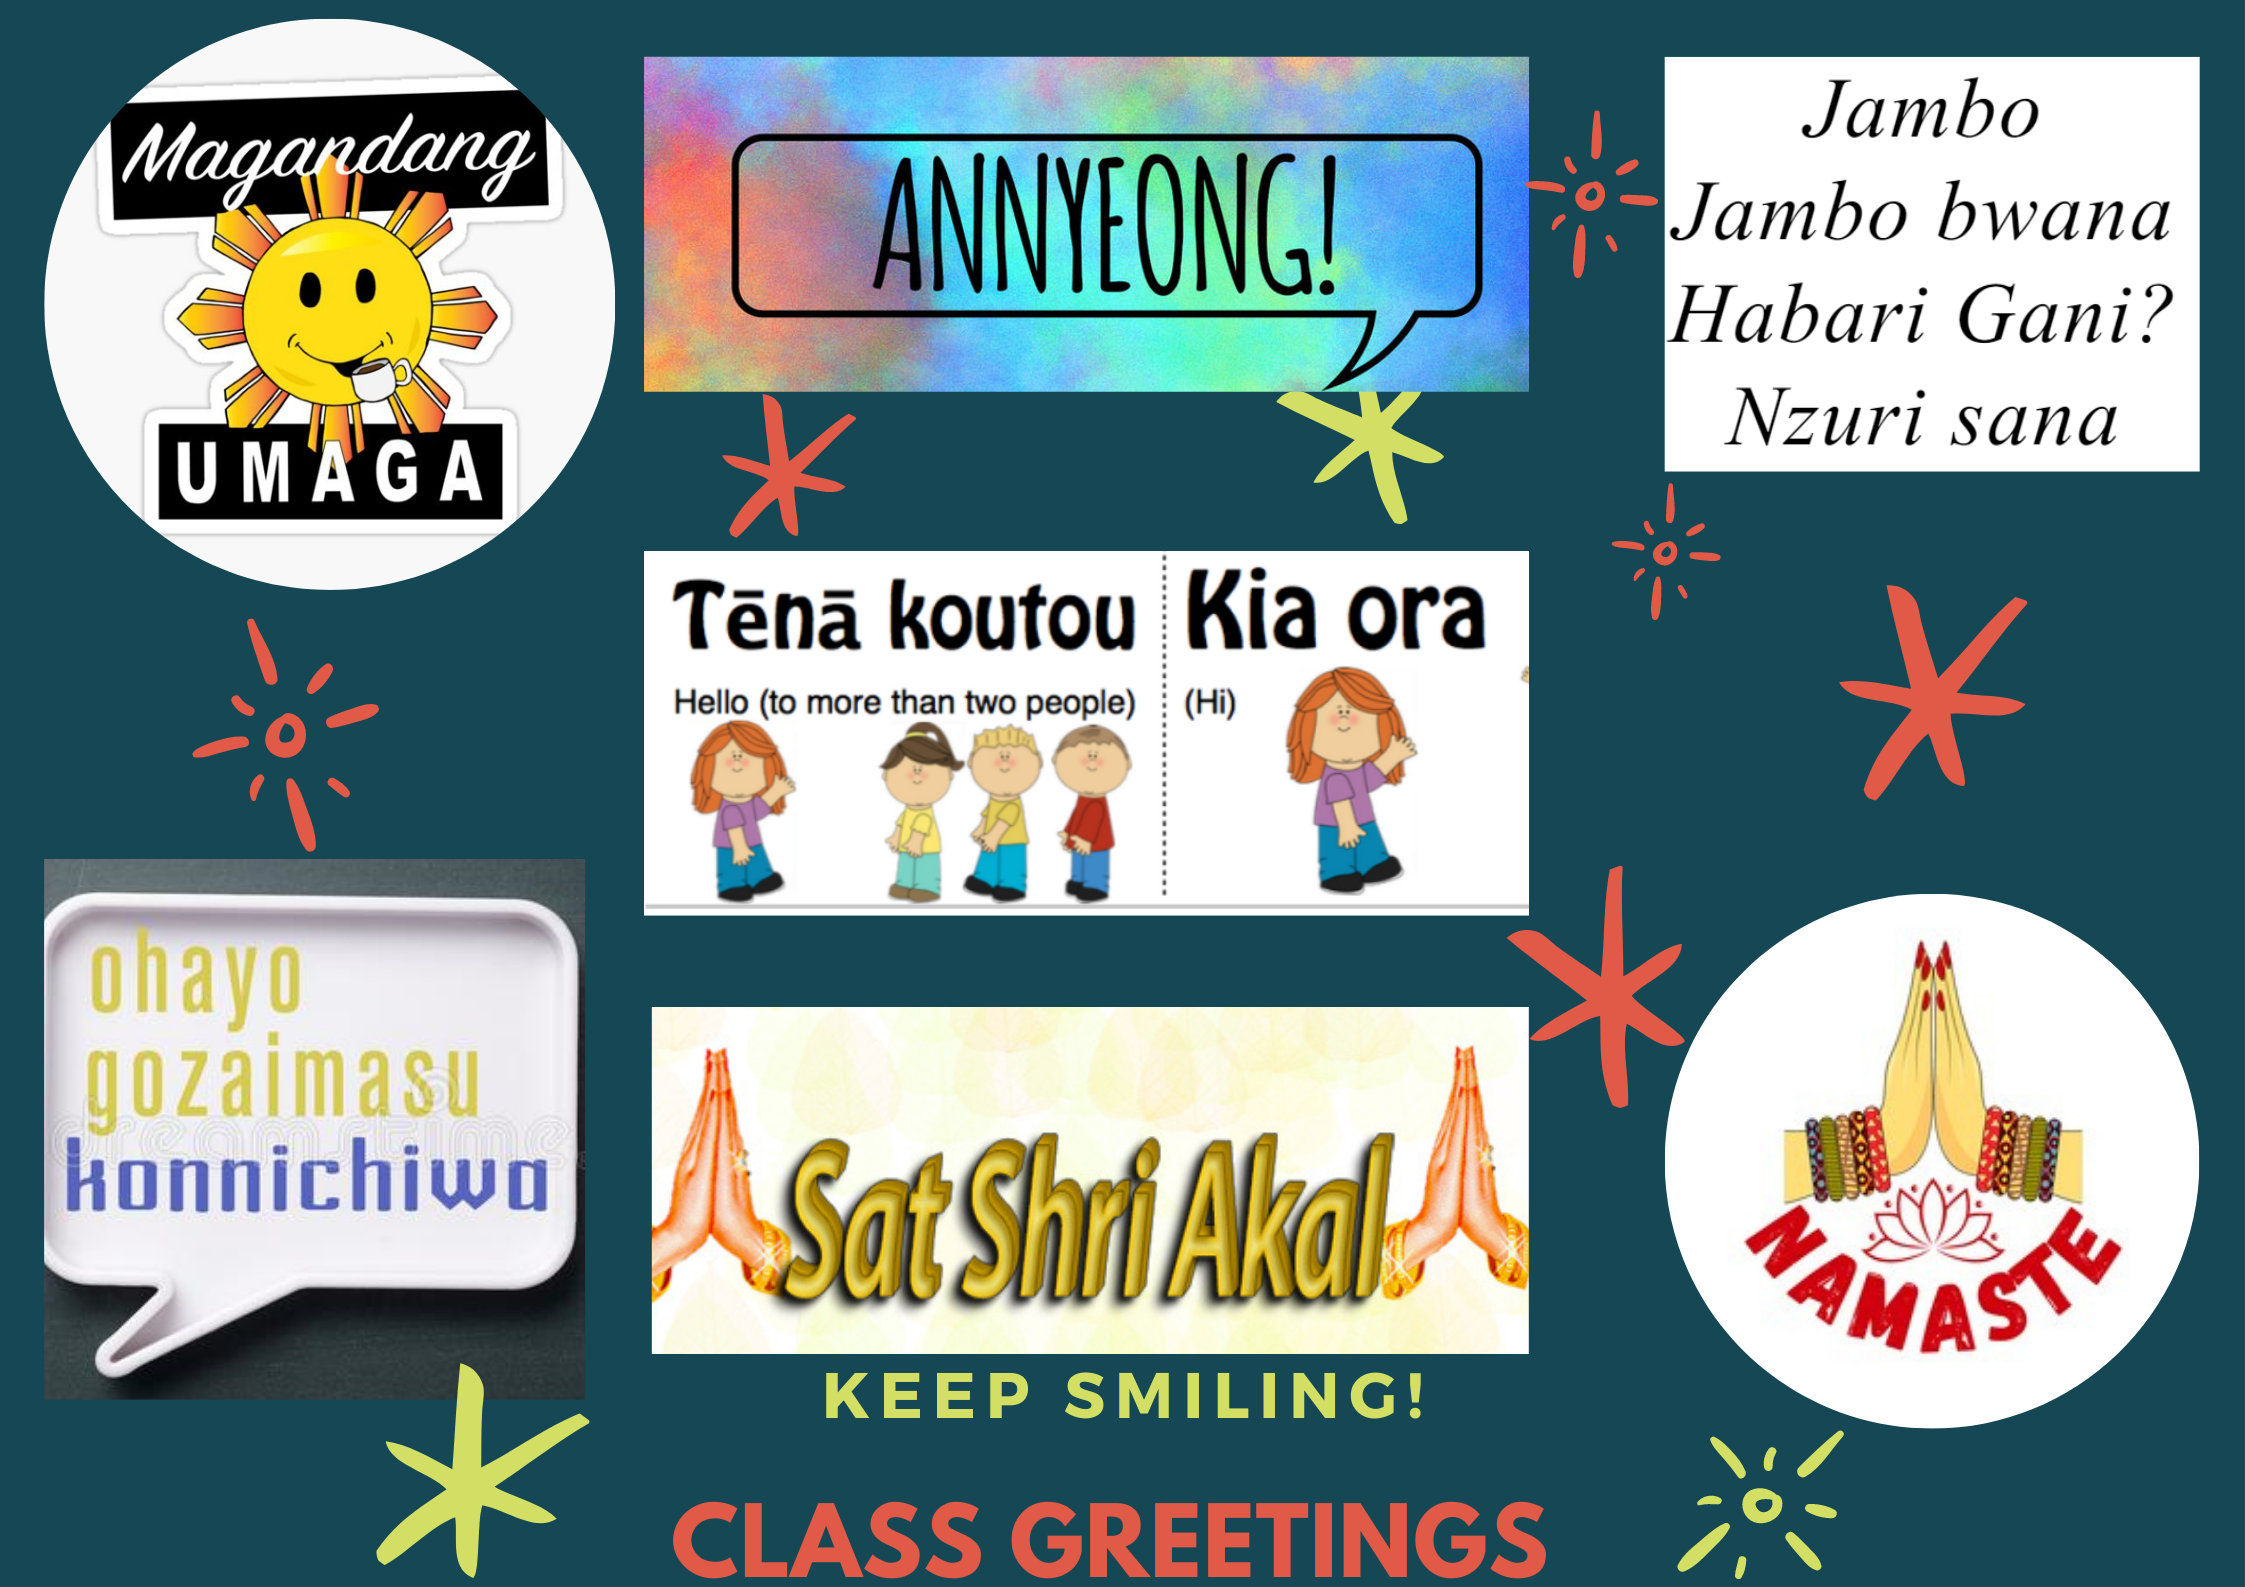 Magandang
UMAGA
ANNYEONG!
Jambo
Jambo bwana
Habari Gani?
Nzuri sana
Tēnā koutou
Hello (to more than two people)
Kia ora
(Hi)
ohayo
gozaimasu
konnichiwa
dreamstime
Sat Shri Akal
NAMASTE
KEEP SMILING!
CLASS GREETINGS